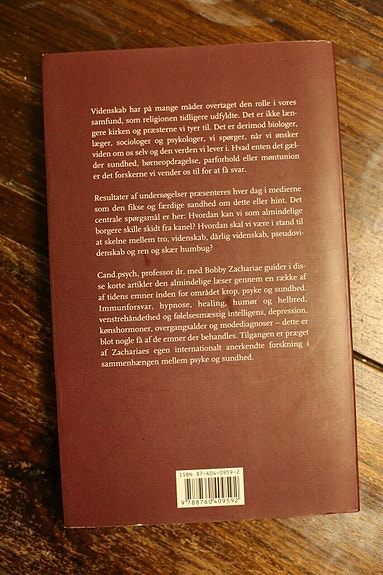 Videnskab har på mange måder overtaget den rolle i vores
samfund, som religionen tidligere udfyldte. Det er ikke læn-
gere kirken og præsterne vi tyer til. Det er derimod biologer,
læger, sociologer og psykologer, vi spørger, når vi ønsker
viden om os selv og den verden vi lever i. Hvad enten det gæl-
der sundhed, børneopdragelse, parforhold eller møntunion
er det forskerne vi vender os til for at få svar.
Resultater af undersøgelser præsenteres hver dag i medierne
som den fikse og færdige sandhed om dette eller hint. Det
centrale spørgsmål er her: Hvordan kan vi som almindelige
borgere skille skidt fra kanel? Hvordan skal vi være i stand til
at skelne mellem tro, videnskab, dårlig videnskab, pseudovi-
denskab og ren og skær humbug?
Cand.psych, professor dr. med Bobby Zachariae guider i dis-
se korte artikler den almindelige læser gennem en række af
af tidens emner inden for området krop, psyke og sundhed.
Immunforsvar, hypnose, healing, humør og helbred,
venstrehåndethed og følelsesmæssig intelligens, depression,
kønshormoner, overgangsalder og modediagnoser – dette er
blot nogle få af de emner der behandles. Tilgangen er præget
af Zachariaes egen internationalt anerkendte forskning i
sammenhængen mellem psyke og sundhed.
ISBN 87-604-0959-2
9788760409592